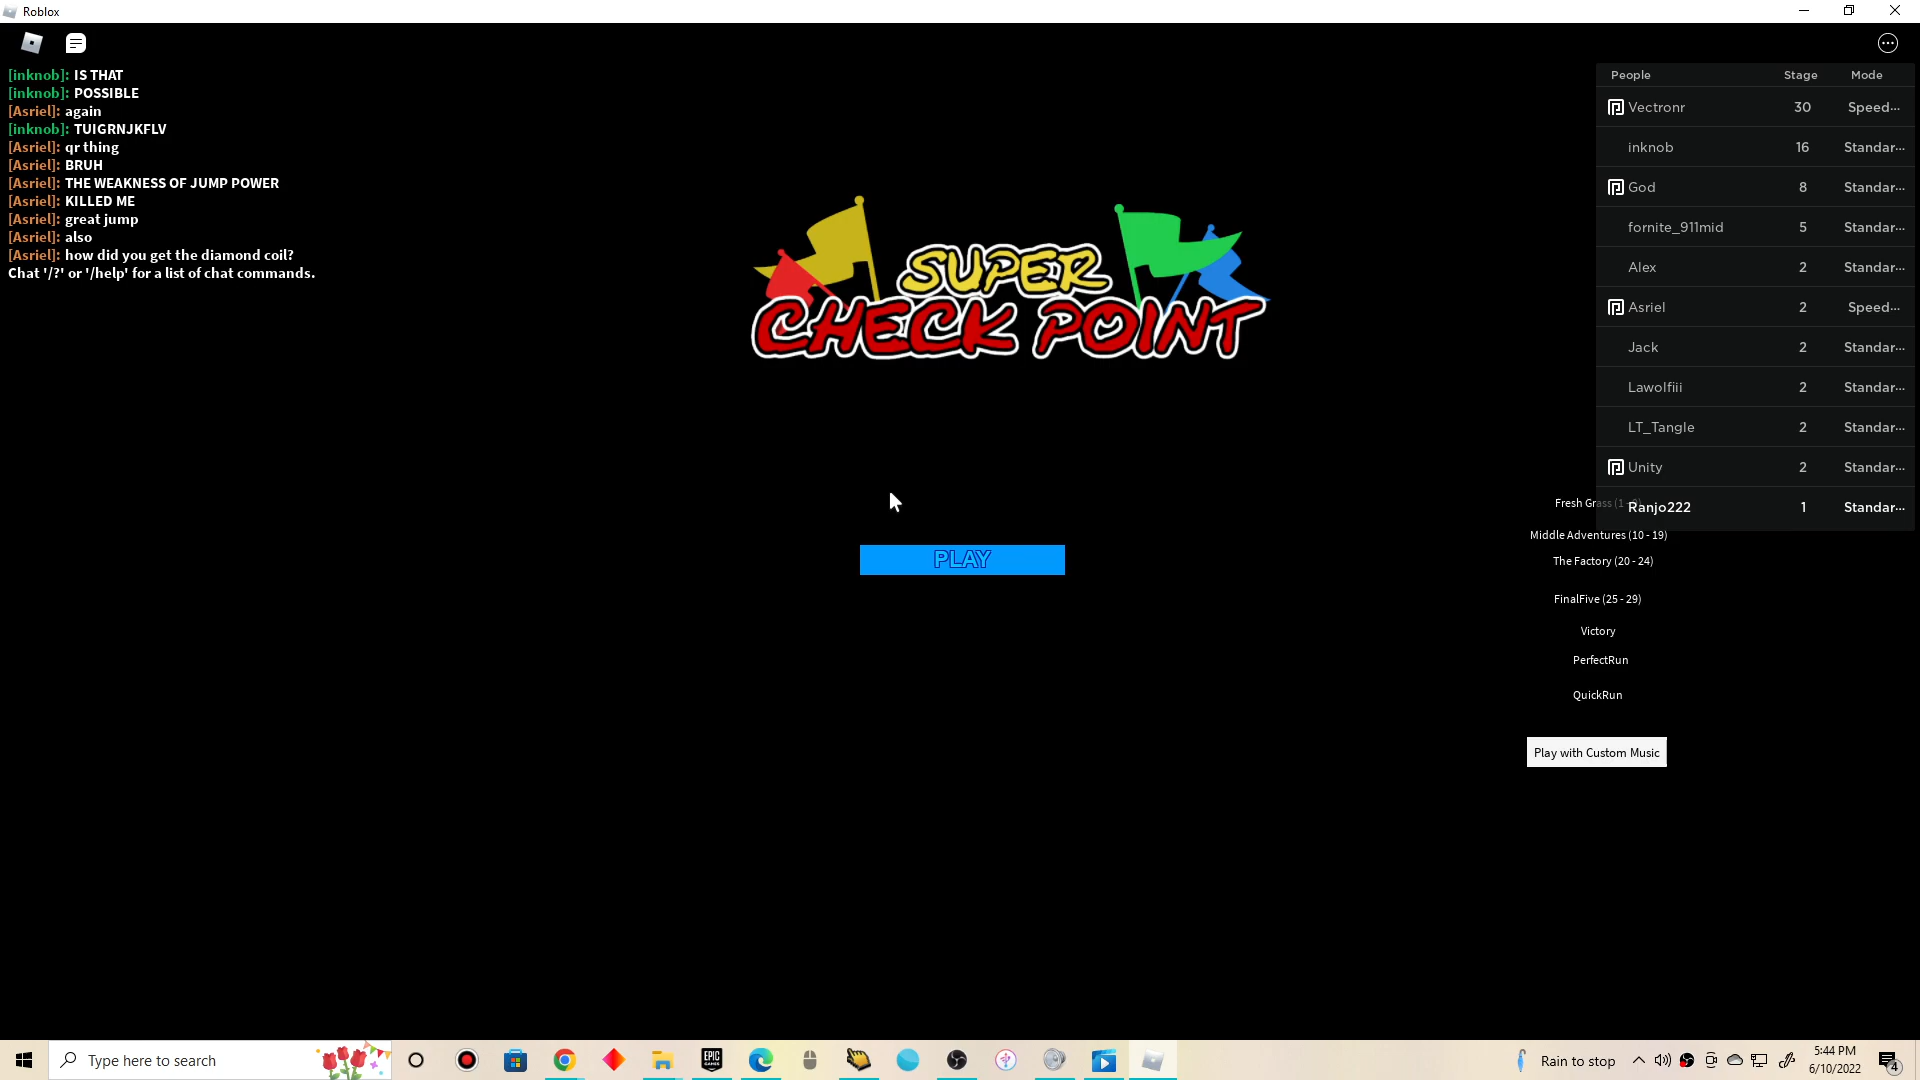 Roblox
[inknob]: IS THAT
[inknob]: POSSIBLE
[Asriel]: again
[inknob]: TUIGRNJKFLV
[Asriel]: qr thing
[Asriel]: BRUH
[Asriel]: THE WEAKNESS OF JUMP POWER
[Asriel]: KILLED ME
[Asriel]: great jump
[Asriel]: also
[Asriel]: how did you get the diamond coil?
Chat '/?' or '/help' for a list of chat commands.
SUPER
CHECK POINT
PLAY
People Stage Mode
Vectronr 30 Speed...
inknob 16 Standar...
God 8 Standar...
fornite_911mid 5 Standar...
Alex 2 Standar...
Asriel 2 Speed...
Jack 2 Standar...
Lawolfiii 2 Standar...
LT_Tangle 2 Standar...
Unity 2 Standar...
Ranjo222 1 Standar...
Fresh Grass (1 -
Middle Adventures (10 - 19)
The Factory (20 - 24)
FinalFive (25 - 29)
Victory
PerfectRun
QuickRun
Play with Custom Music
Type here to search
EPIC
GAMES
Rain to stop
5:44 PM
6/10/2022
4